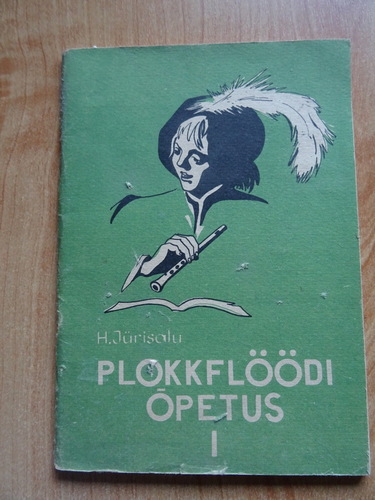 H. Jürisalu
PLOKKFLÖÖDI
ÕPETUS
I